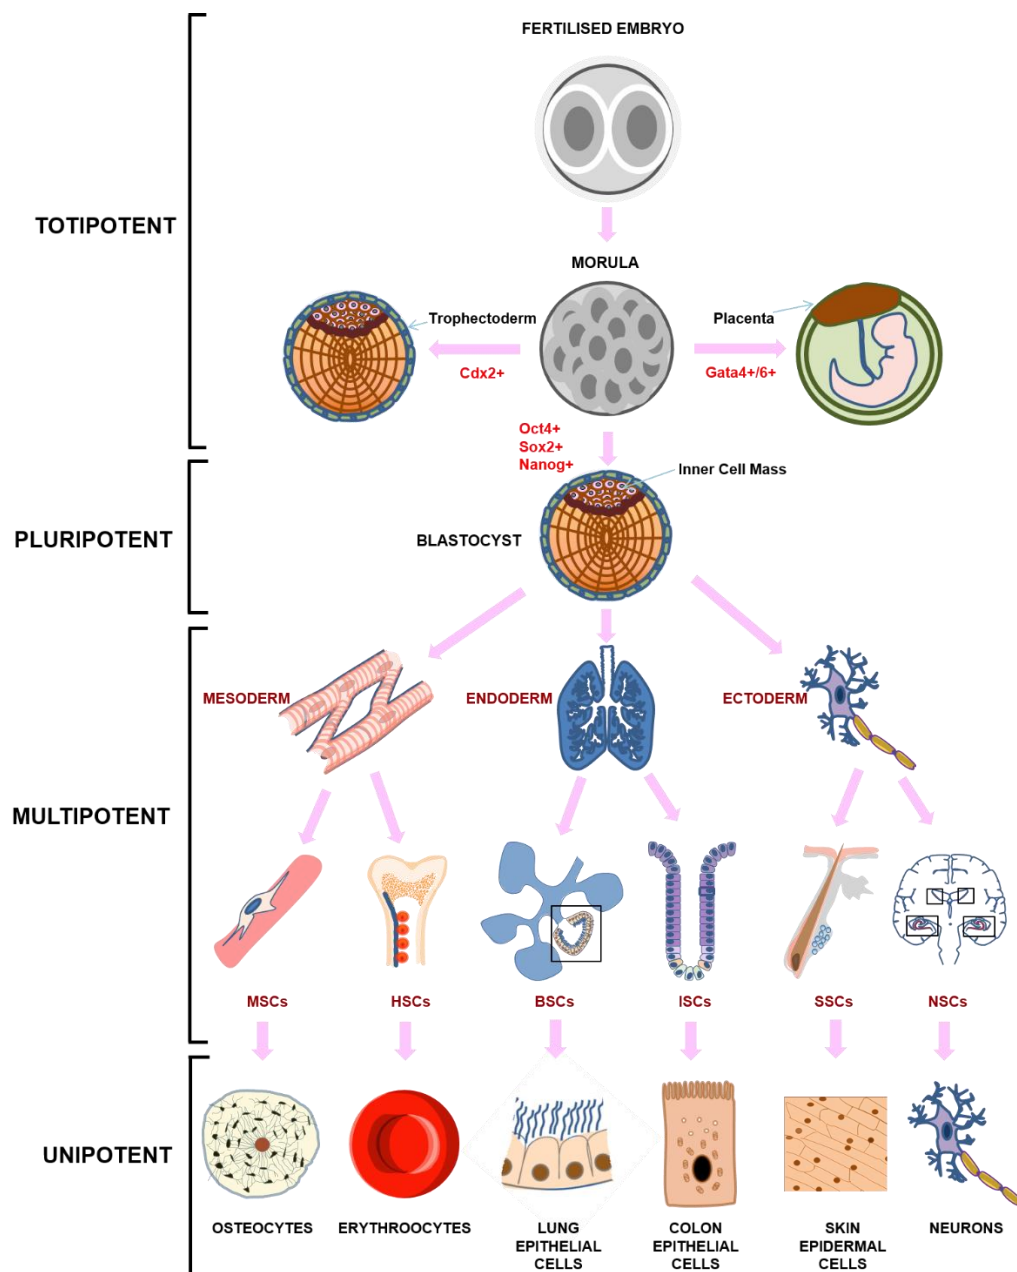 FERTILISED EMBRYO
TOTIPOTENT
MORULA
Trophectoderm
Placenta
Cdx2+
Gata4+/6+
Oct4+
Sox2+
Nanog+
Inner Cell Mass
PLURIPOTENT
BLASTOCYST
MESODERM
ENDODERM
ECTODERM
MULTIPOTENT
MSCs
HSCs
BSCs
ISCs
SSCs
NSCs
UNIPOTENT
OSTEOCYTES
ERYTHROOCYTES
LUNG
EPITHELIAL
CELLS
COLON
EPITHELIAL
CELLS
SKIN
EPIDERMAL
CELLS
NEURONS